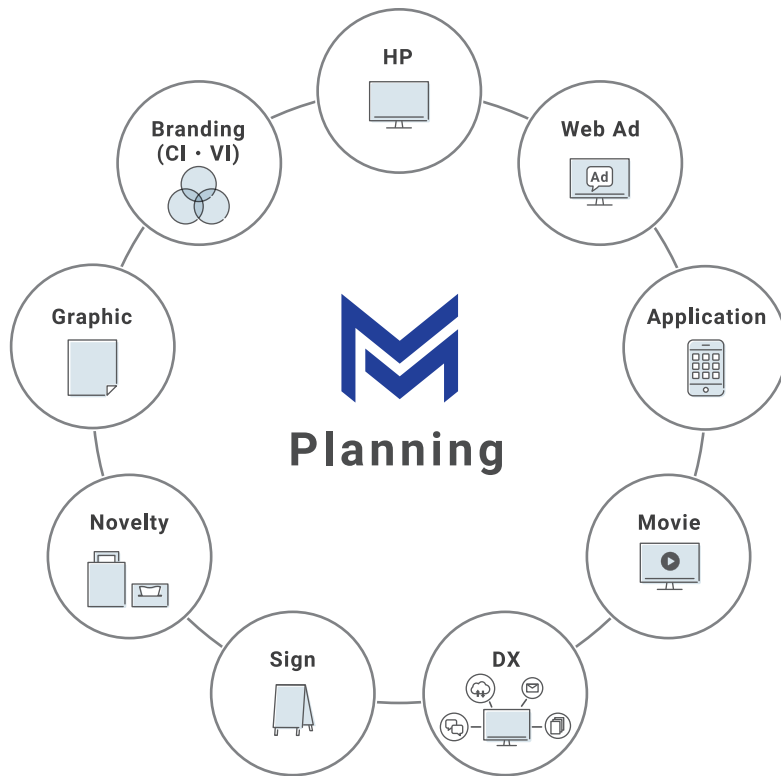 HP
Web Ad
Ad
Application
Movie
DX
Sign
Novelty
Graphic
Branding
(CI・VI)
Planning